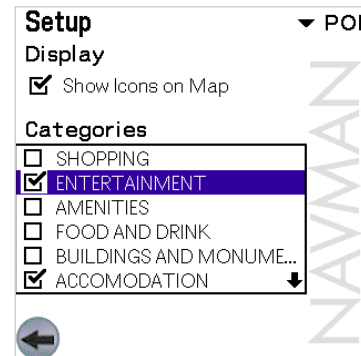 Setup
POI
Display
Show Icons on Map
Categories
SHOPPING
ENTERTAINMENT
AMENITIES
FOOD AND DRINK
BUILDINGS AND MONUME...
ACCOMODATION
NAVMAN